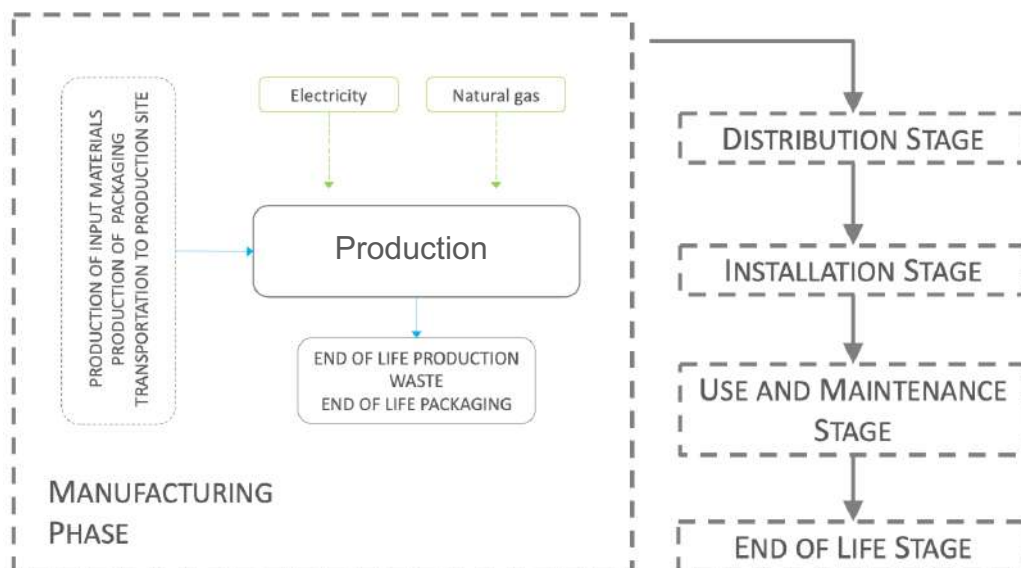 PRODUCTION OF INPUT MATERIALS
PRODUCTION OF PACKAGING
TRANSPORTATION TO PRODUCTION SITE
Electricity
Natural gas
Production
END OF LIFE PRODUCTION
WASTE
END OF LIFE PACKAGING
MANUFACTURING
PHASE
DISTRIBUTION STAGE
INSTALLATION STAGE
USE AND MAINTENANCE
STAGE
END OF LIFE STAGE